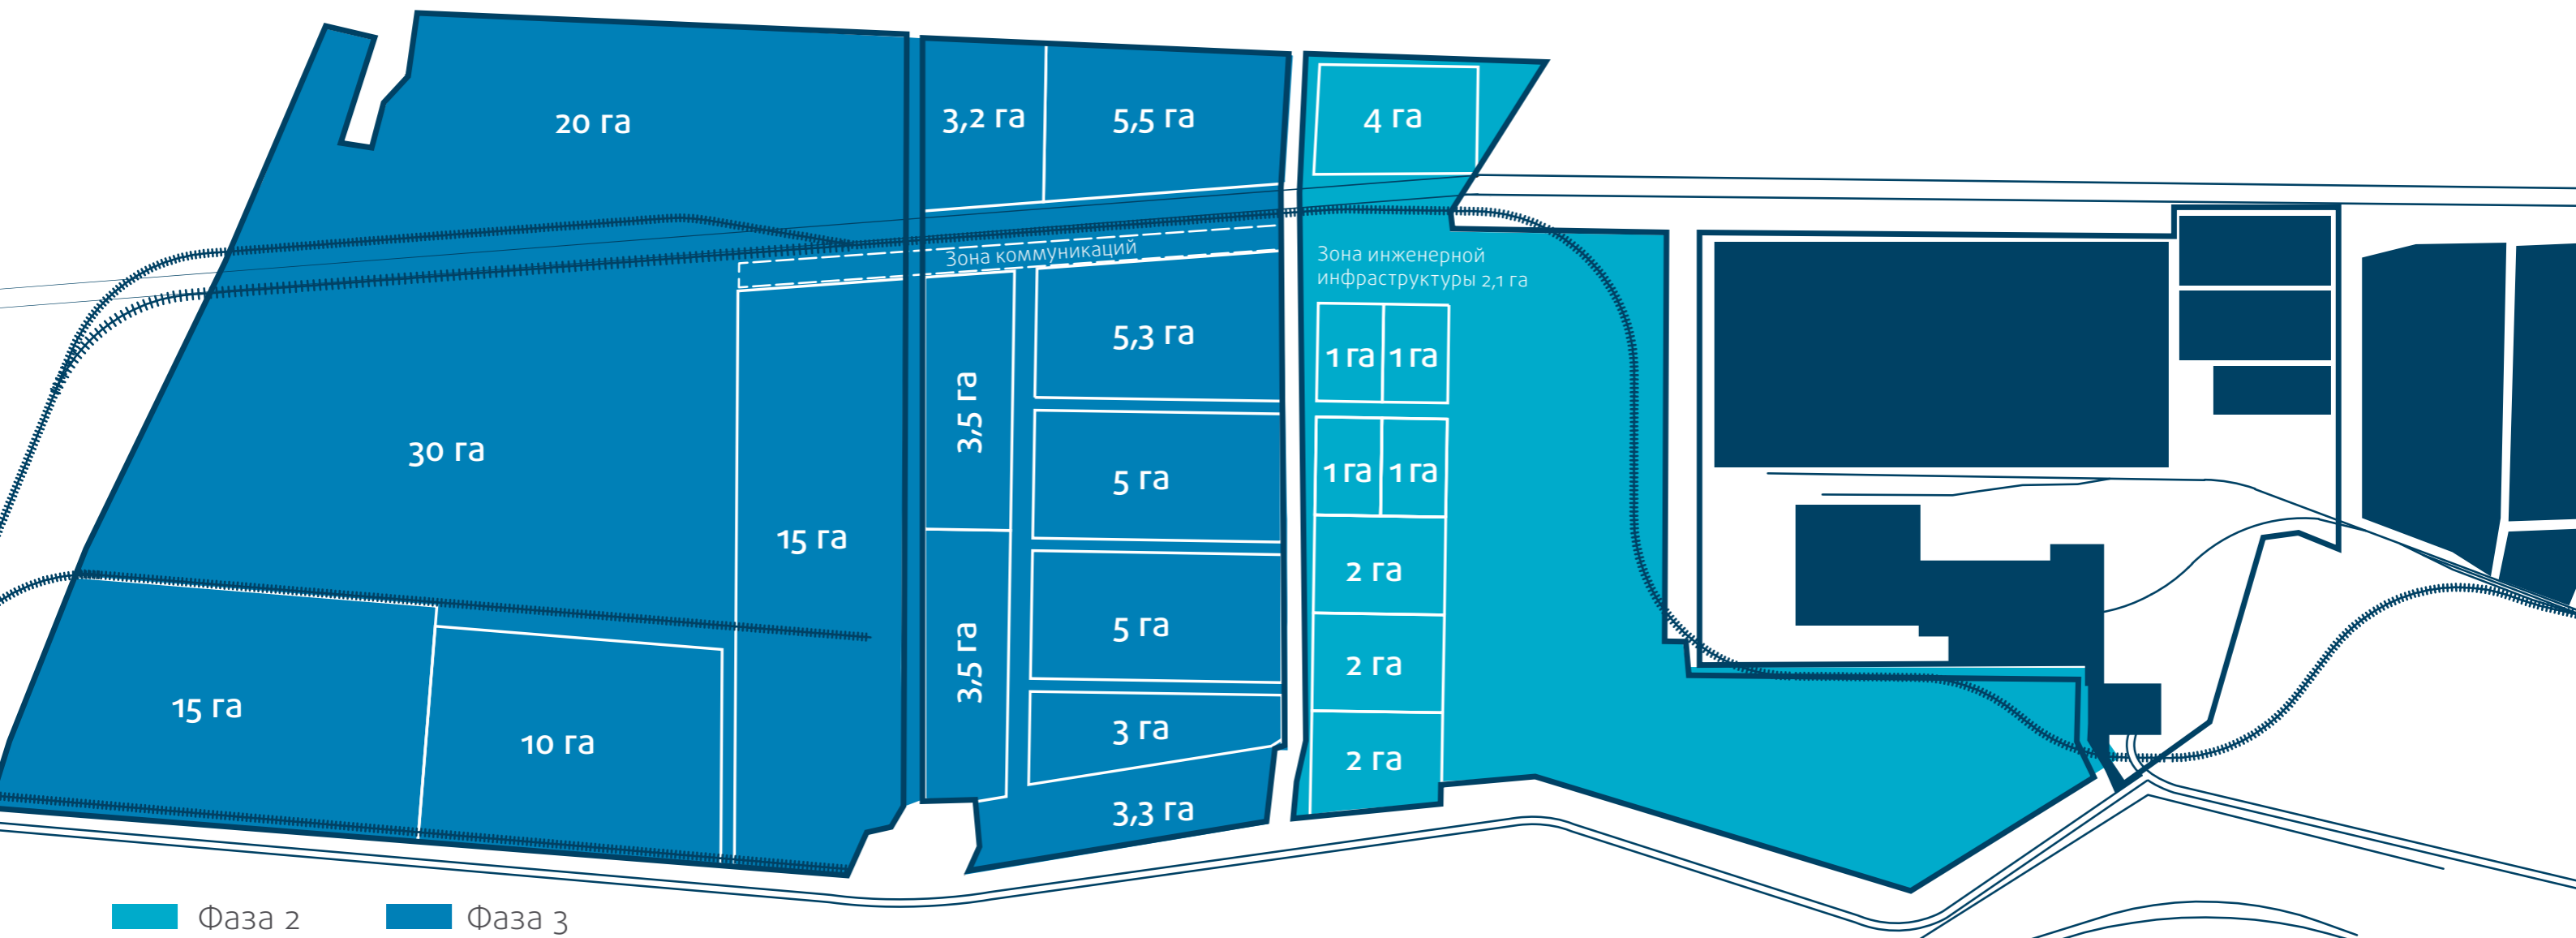 20 га
3,2 га
5,5 га
4 га
Зона коммуникаций
Зона инженерной
инфраструктуры 2,1 га
5,3 га
1 га
1 га
3,5 га
30 га
5 га
1 га
1 га
15 га
2 га
5 га
3,5 га
2 га
15 га
10 га
3 га
2 га
3,3 га
Фаза 2
Фаза 3